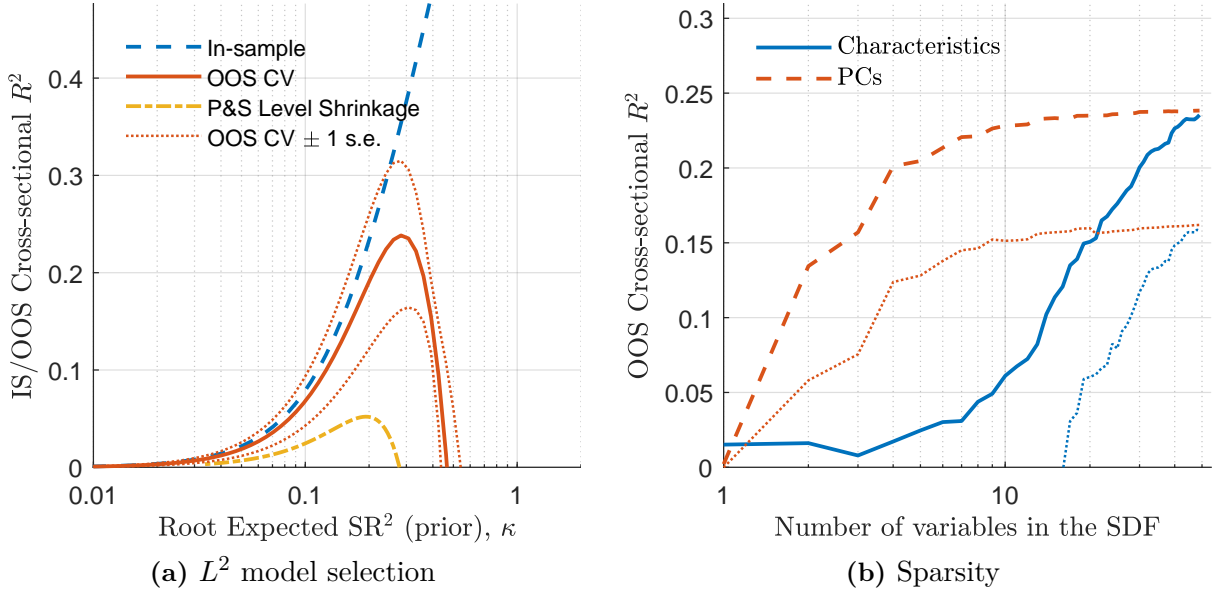 In-sample
OOS CV
P&S Level Shrinkage
OOS CV ± 1 s.e.
IS/OOS Cross-sectional R²
0.4
0.3
0.2
0.1
0
0.01
0.1
1
Root Expected SR² (prior), κ
(a) L² model selection
Characteristics
PCs
OOS Cross-sectional R²
0.3
0.25
0.2
0.15
0.1
0.05
0
1
10
Number of variables in the SDF
(b) Sparsity